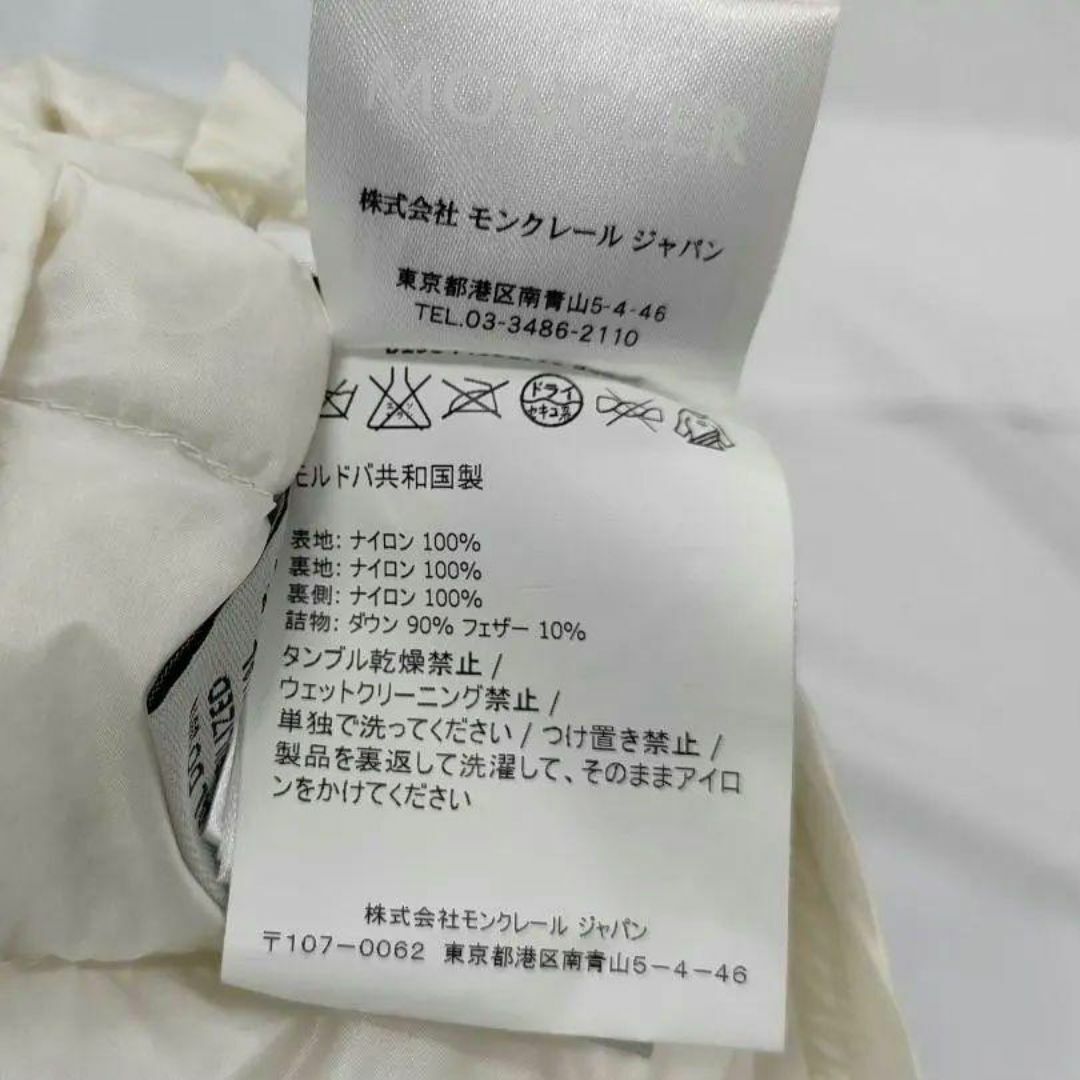 MONCLER
株式会社 モンクレール ジャパン
東京都港区南青山5-4-46
TEL.03-3486-2110
ドライ
セキユ系
モルドバ共和国製
表地: ナイロン 100%
裏地: ナイロン 100%
裏側: ナイロン 100%
詰物: ダウン 90% フェザー 10%
タンブル乾燥禁止 /
ウェットクリーニング禁止 /
単独で洗ってください / つけ置き禁止 /
製品を裏返して洗濯して、そのままアイロ
ンをかけてください
株式会社モンクレール ジャパン
〒107-0062 東京都港区南青山5-4-46